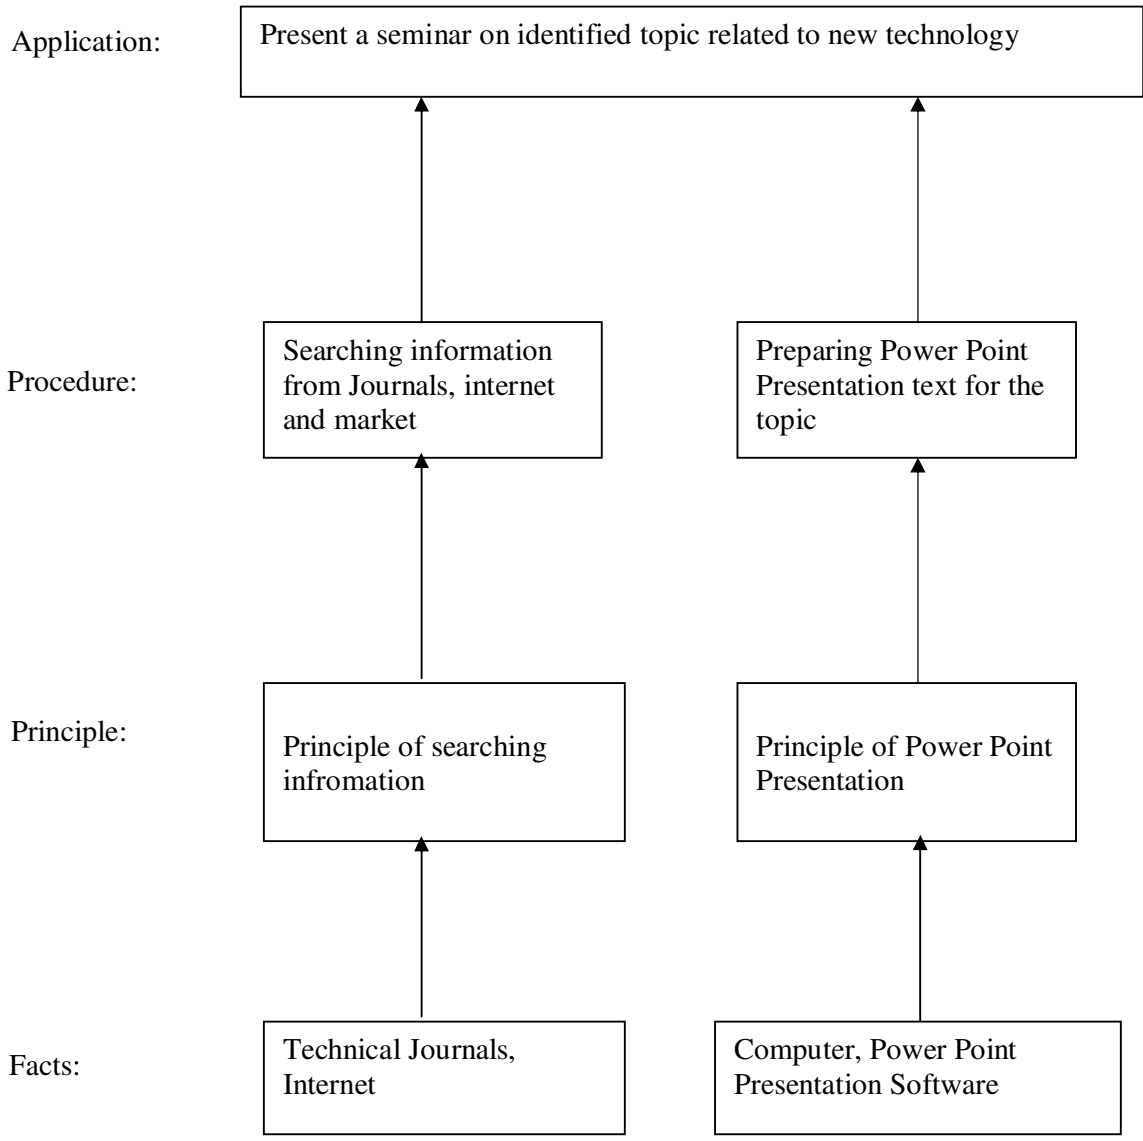 Application:
Present a seminar on identified topic related to new technology
Procedure:
Searching information
from Journals, internet
and market
Preparing Power Point
Presentation text for the
topic
Principle:
Principle of searching
infromation
Principle of Power Point
Presentation
Facts:
Technical Journals,
Internet
Computer, Power Point
Presentation Software